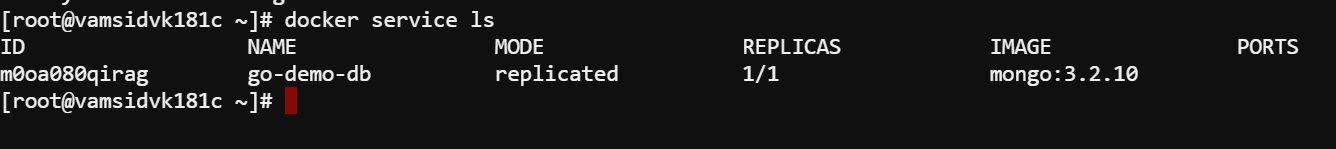 [root@vamsidvk181c ~]# docker service ls
ID NAME MODE REPLICAS IMAGE PORTS
m0oa080qirag go-demo-db replicated 1/1 mongo:3.2.10
[root@vamsidvk181c ~]#